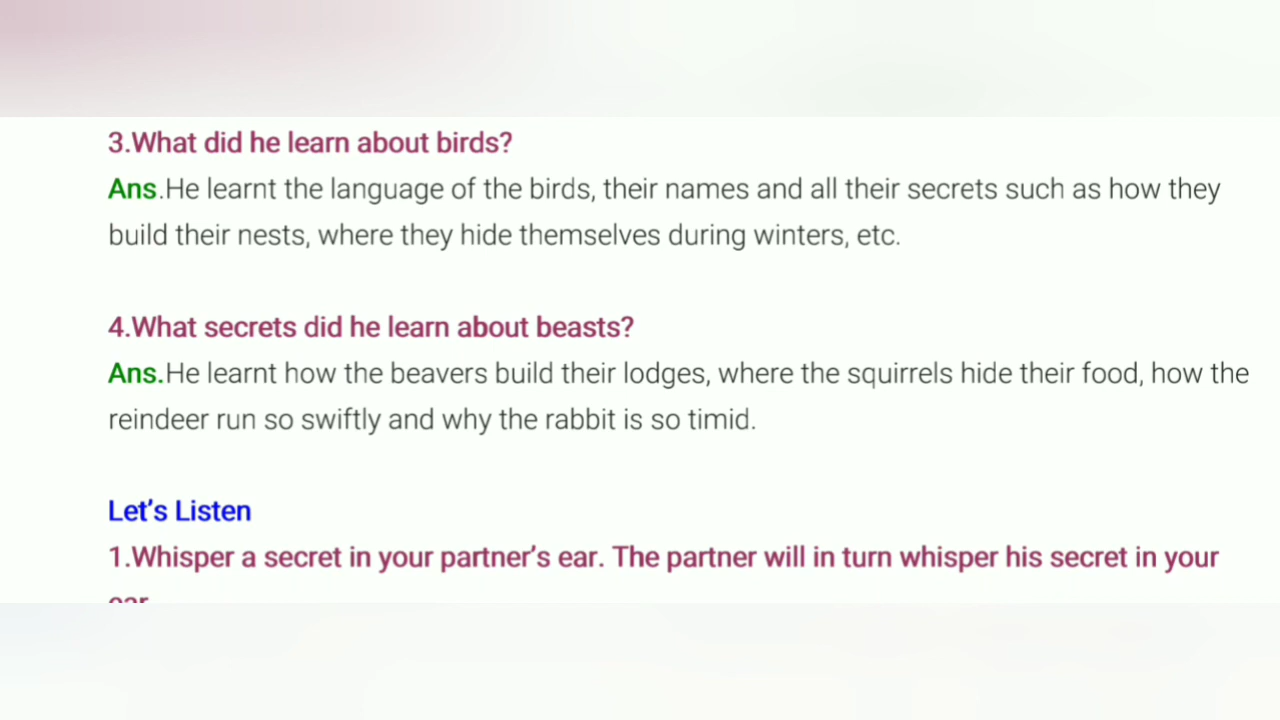 3.What did he learn about birds?
Ans.He learnt the language of the birds, their names and all their secrets such as how they
build their nests, where they hide themselves during winters, etc.
4.What secrets did he learn about beasts?
Ans.He learnt how the beavers build their lodges, where the squirrels hide their food, how the
reindeer run so swiftly and why the rabbit is so timid.
Let's Listen
1.Whisper a secret in your partner's ear. The partner will in turn whisper his secret in your
ear